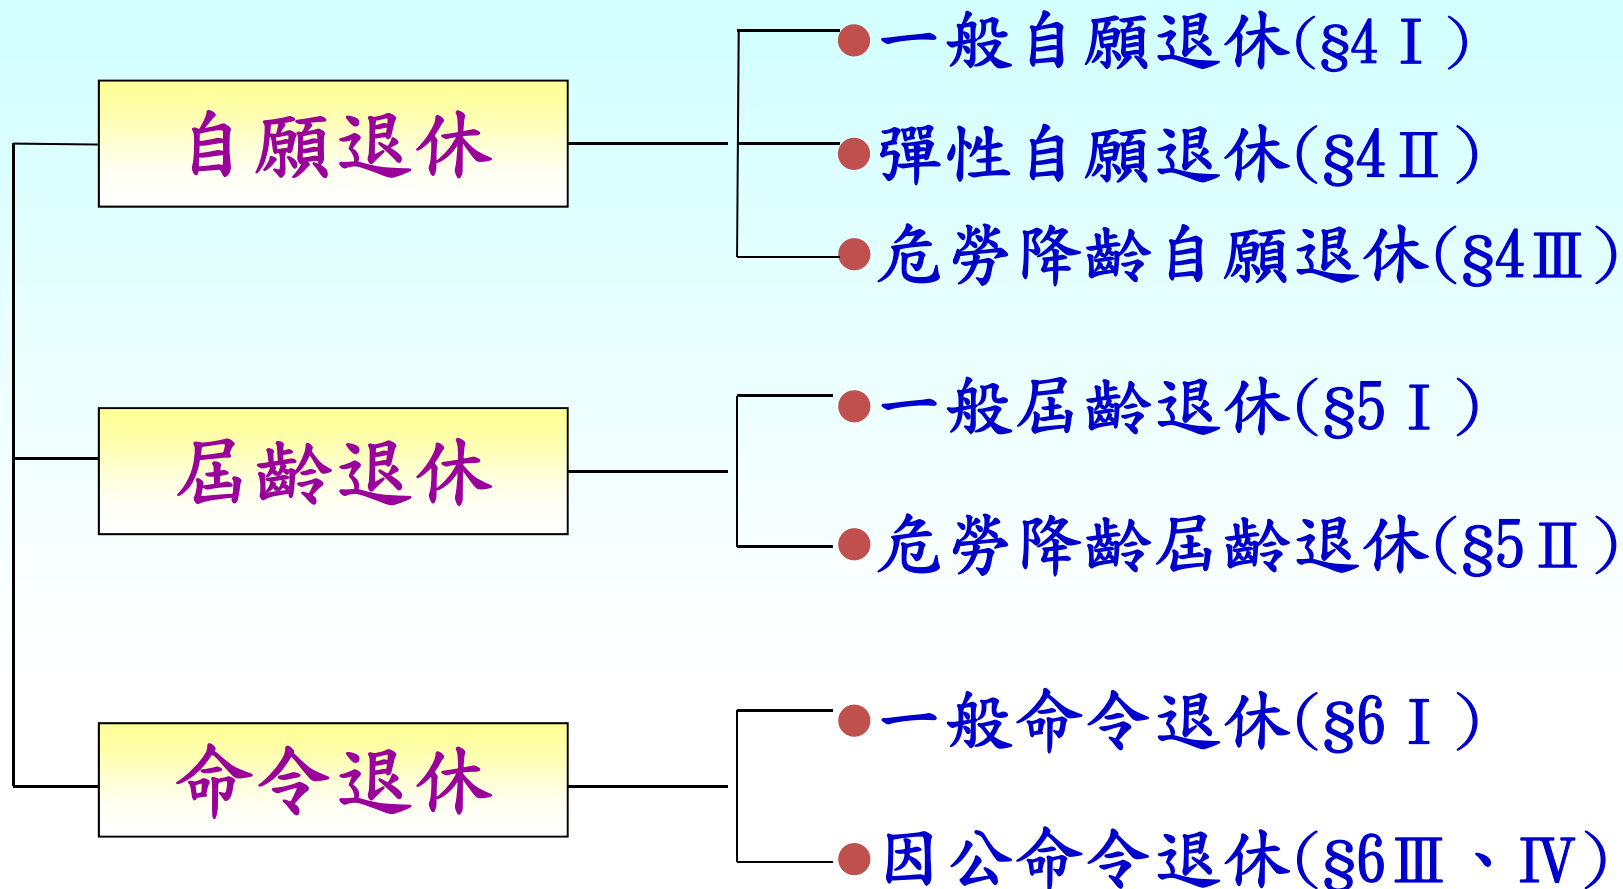 自願退休
一般自願退休(§4Ⅰ)
彈性自願退休(§4Ⅱ)
危勞降齡自願退休(§4Ⅲ)
屆齡退休
一般屆齡退休(§5Ⅰ)
危勞降齡屆齡退休(§5Ⅱ)
命令退休
一般命令退休(§6Ⅰ)
因公命令退休(§6Ⅲ、Ⅳ)